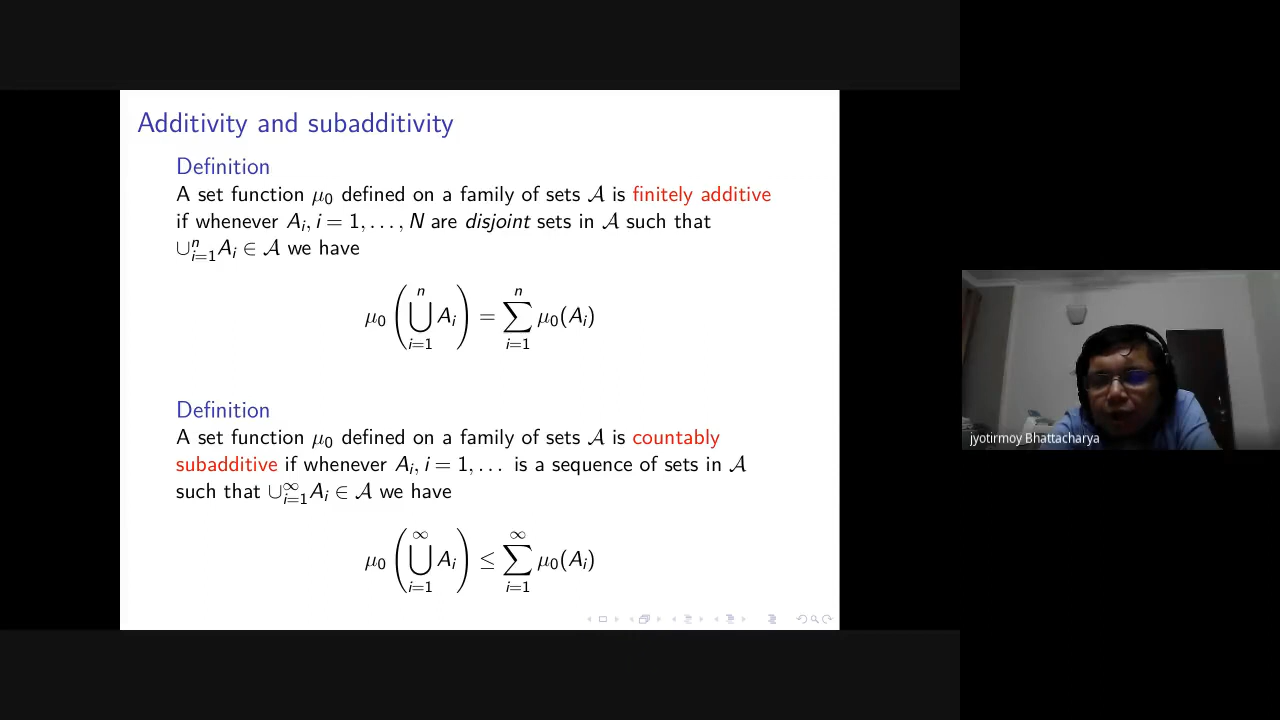 Additivity and subadditivity
Definition
A set function μ₀ defined on a family of sets 𝒜 is finitely additive
if whenever Aᵢ, i = 1, . . . , N are disjoint sets in 𝒜 such that
∪ⁿᵢ₌₁Aᵢ ∈ 𝒜 we have
μ₀ (⋃ⁿᵢ₌₁ Aᵢ) = ∑ⁿᵢ₌₁ μ₀(Aᵢ)
Definition
A set function μ₀ defined on a family of sets 𝒜 is countably
subadditive if whenever Aᵢ, i = 1, . . . is a sequence of sets in 𝒜
such that ∪^∞ᵢ₌₁Aᵢ ∈ 𝒜 we have
μ₀ (⋃^∞ᵢ₌₁ Aᵢ) ≤ ∑^∞ᵢ₌₁ μ₀(Aᵢ)
jyotirmoy Bhattacharya